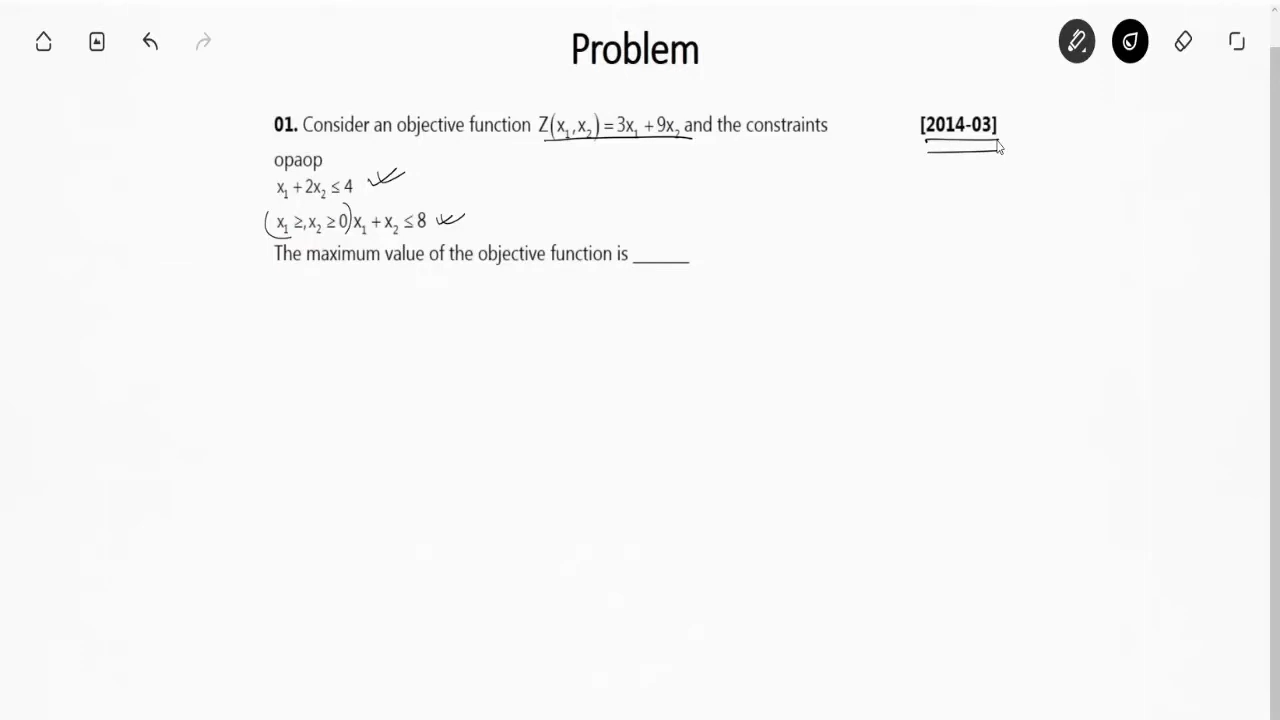 Problem
01. Consider an objective function Z(x₁,x₂) = 3x₁ + 9x₂ and the constraints [2014-03]
opaop
x₁ + 2x₂ ≤ 4
(x₁ ≥, x₂ ≥ 0) x₁ + x₂ ≤ 8
The maximum value of the objective function is ______